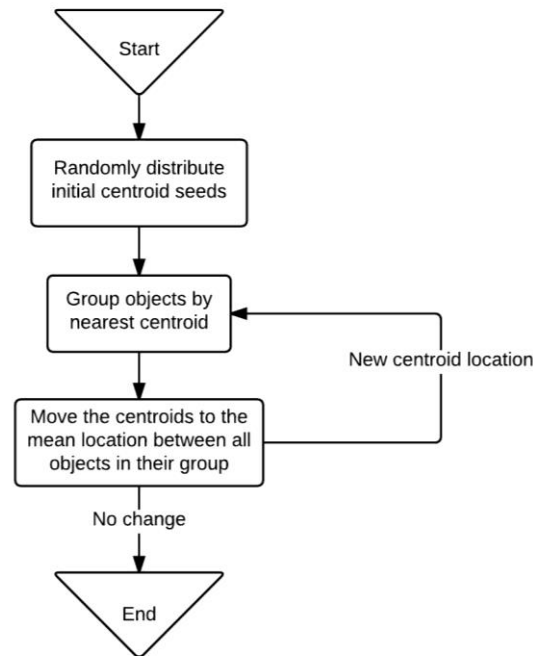 Start
Randomly distribute
initial centroid seeds
Group objects by
nearest centroid
New centroid location
Move the centroids to the
mean location between all
objects in their group
No change
End